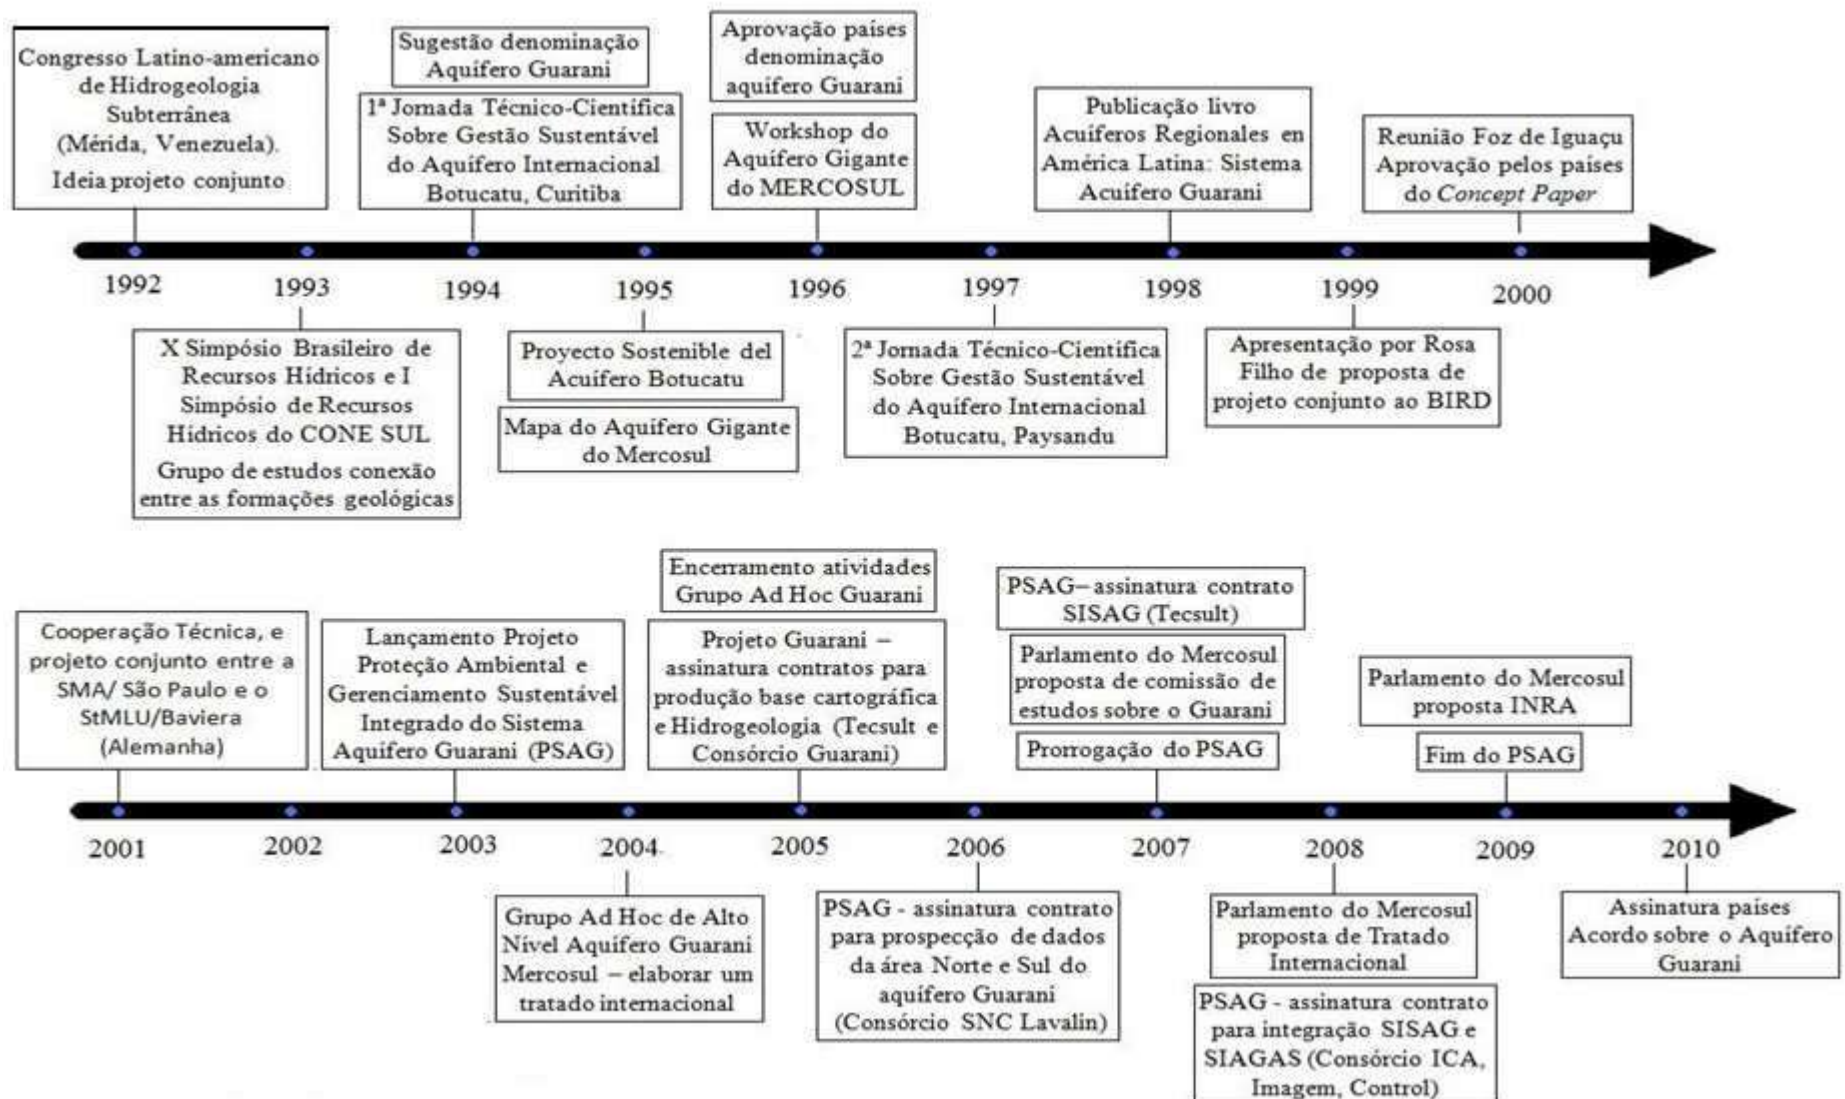 Congresso Latino-americano
de Hidrogeologia
Subterrânea
(Mérida, Venezuela).
Ideia projeto conjunto
Sugestão denominação
Aquífero Guarani
1ª Jornada Técnico-Científica
Sobre Gestão Sustentável
do Aquífero Internacional
Botucatu, Curitiba
Aprovação países
denominação
aquífero Guarani
Workshop do
Aquífero Gigante
do MERCOSUL
Publicação livro
Acuíferos Regionales en
América Latina: Sistema
Acuífero Guarani
Reunião Foz de Iguaçu
Aprovação pelos países
do Concept Paper
1992
1993
1994
1995
1996
1997
1998
1999
2000
X Simpósio Brasileiro de
Recursos Hídricos e I
Simpósio de Recursos
Hídricos do CONE SUL
Grupo de estudos conexão
entre as formações geológicas
Proyecto Sostenible del
Acuífero Botucatu
Mapa do Aquífero Gigante
do Mercosul
2ª Jornada Técnico-Científica
Sobre Gestão Sustentável
do Aquífero Internacional
Botucatu, Paysandu
Apresentação por Rosa
Filho de proposta de
projeto conjunto ao BIRD
Cooperação Técnica, e
projeto conjunto entre a
SMA/ São Paulo e o
StMLU/Baviera
(Alemanha)
Lançamento Projeto
Proteção Ambiental e
Gerenciamento Sustentável
Integrado do Sistema
Aquífero Guarani (PSAG)
Encerramento atividades
Grupo Ad Hoc Guarani
Projeto Guarani –
assinatura contratos para
produção base cartográfica
e Hidrogeologia (Tecsult e
Consórcio Guarani)
PSAG– assinatura contrato
SISAG (Tecsult)
Parlamento do Mercosul
proposta de comissão de
estudos sobre o Guarani
Prorrogação do PSAG
Parlamento do Mercosul
proposta INRA
Fim do PSAG
2001
2002
2003
2004
2005
2006
2007
2008
2009
2010
Grupo Ad Hoc de Alto
Nível Aquífero Guarani
Mercosul – elaborar um
tratado internacional
PSAG - assinatura contrato
para prospecção de dados
da área Norte e Sul do
aquífero Guarani
(Consórcio SNC Lavalin)
Parlamento do Mercosul
proposta de Tratado
Internacional
PSAG - assinatura contrato
para integração SISAG e
SIAGAS (Consórcio ICA,
Imagem, Control)
Assinatura países
Acordo sobre o Aquífero
Guarani